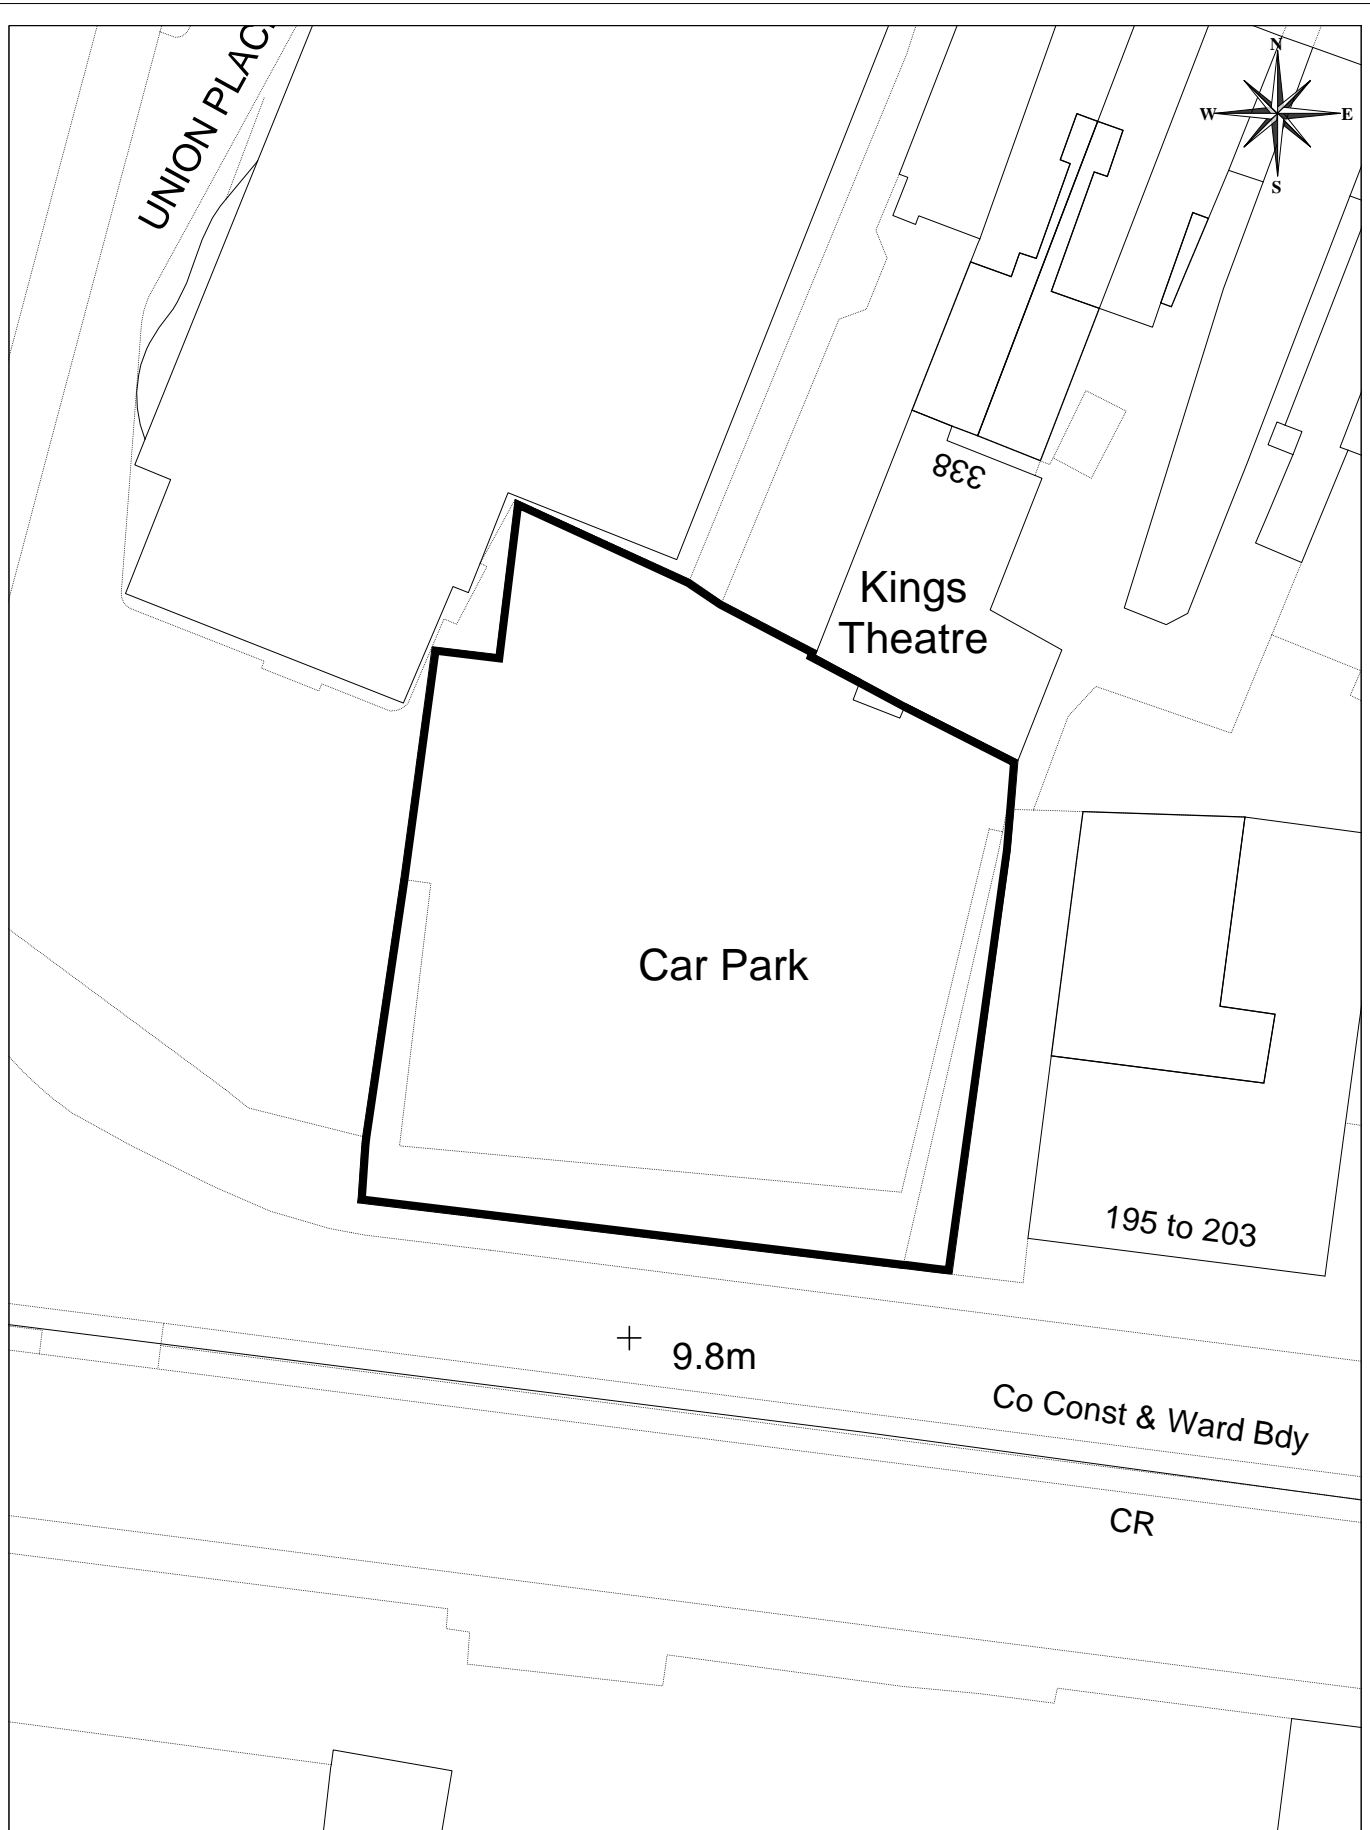 UNION PLAC
N
W
E
S
338
Kings
Theatre
Car Park
195 to 203
9.8m
Co Const & Ward Bdy
CR